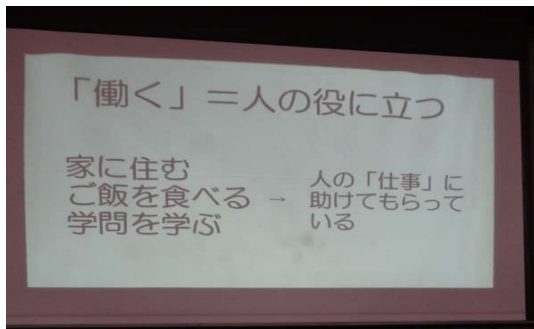 「働く」＝人の役に立つ
家に住む
ご飯を食べる
学問を学ぶ
→
人の「仕事」に
助けてもらって
いる